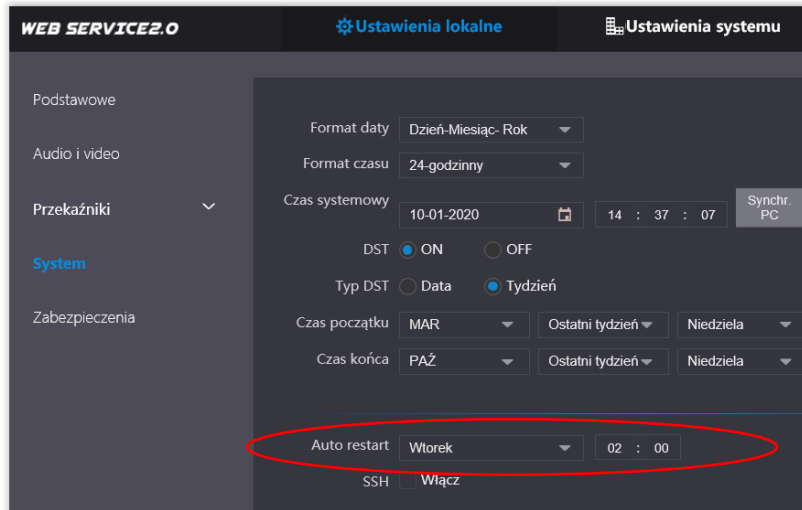 WEB SERVICE2.0 Ustawienia lokalne Ustawienia systemu
Podstawowe
Audio i video
Przekaźniki
System
Zabezpieczenia
Format daty Dzień-Miesiąc- Rok
Format czasu 24-godzinny
Czas systemowy 10-01-2020 14 : 37 : 07 Synchr. PC
DST ON OFF
Typ DST Data Tydzień
Czas początku MAR Ostatni tydzień Niedziela
Czas końca PAŹ Ostatni tydzień Niedziela
Auto restart Wtorek 02 : 00
SSH Włącz